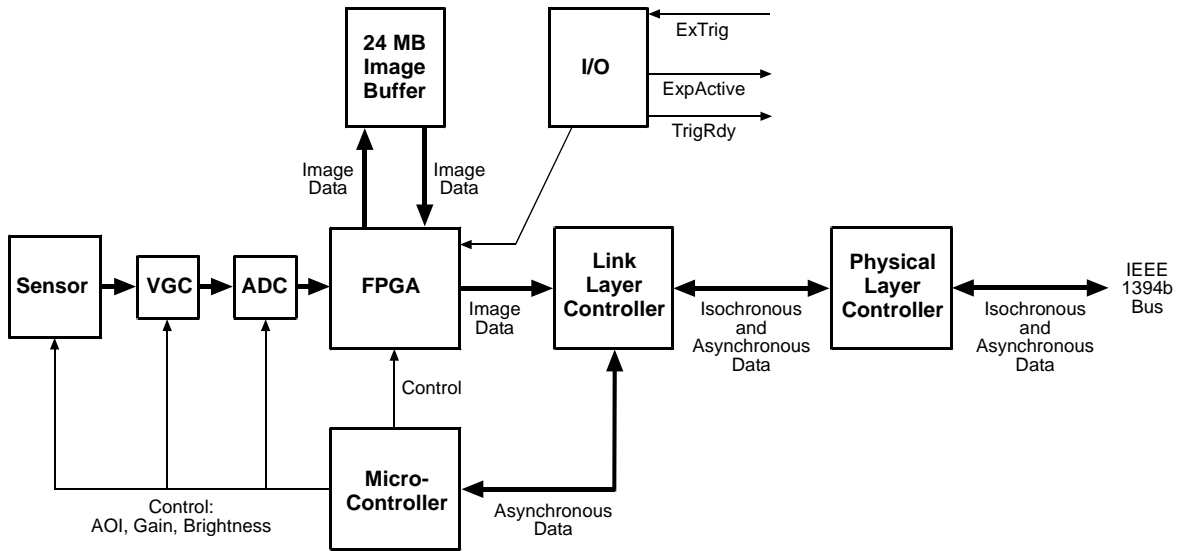 24 MB
Image
Buffer
I/O
ExTrig
ExpActive
TrigRdy
Image
Data
Image
Data
Sensor
VGC
ADC
FPGA
Image
Data
Link
Layer
Controller
Isochronous
and
Asynchronous
Data
Physical
Layer
Controller
Isochronous
and
Asynchronous
Data
IEEE
1394b
Bus
Control
Micro-
Controller
Control:
AOI, Gain, Brightness
Asynchronous
Data